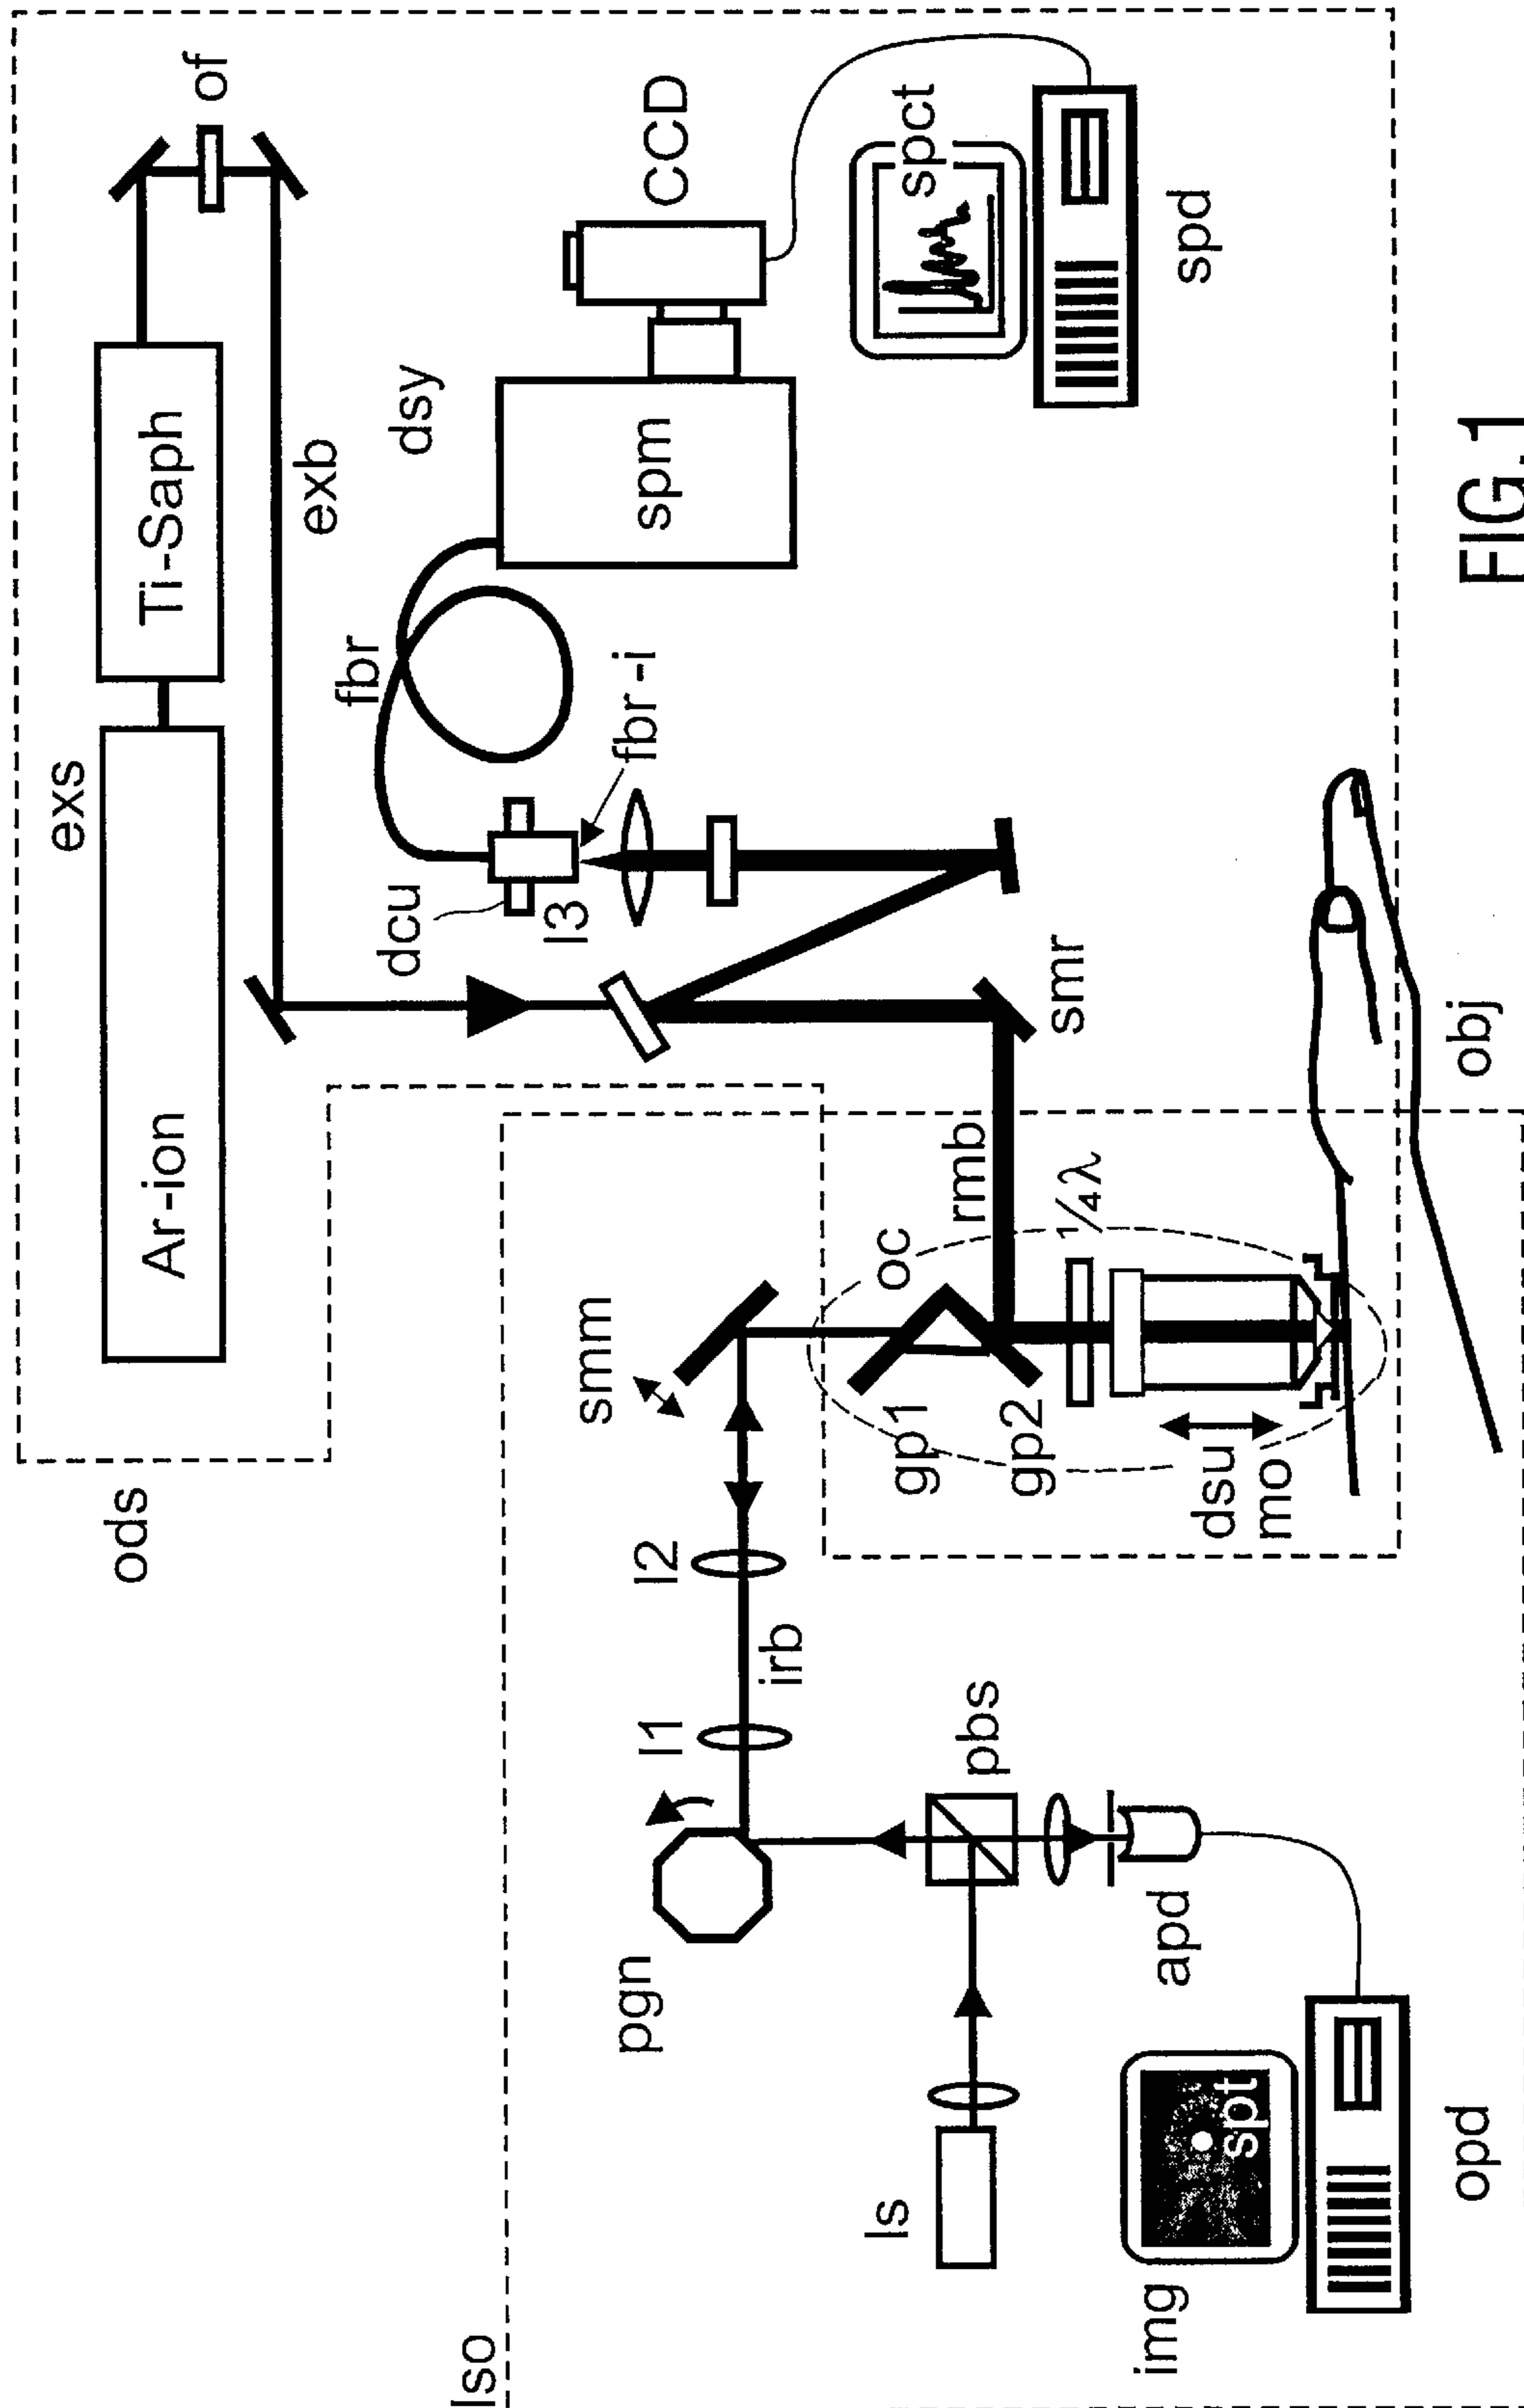 ods
exs
Ar-ion
Ti-Saph
of
exb
fbr
dsy
dcu
l3
fbr-i
spm
CCD
spct
spd
smr
smm
l2
l1
irb
pgn
oc
rmb
gp1
gp2
¼λ
dsu
mo
obj
pbs
apd
ls
img
spt
opd
lso
FIG.1